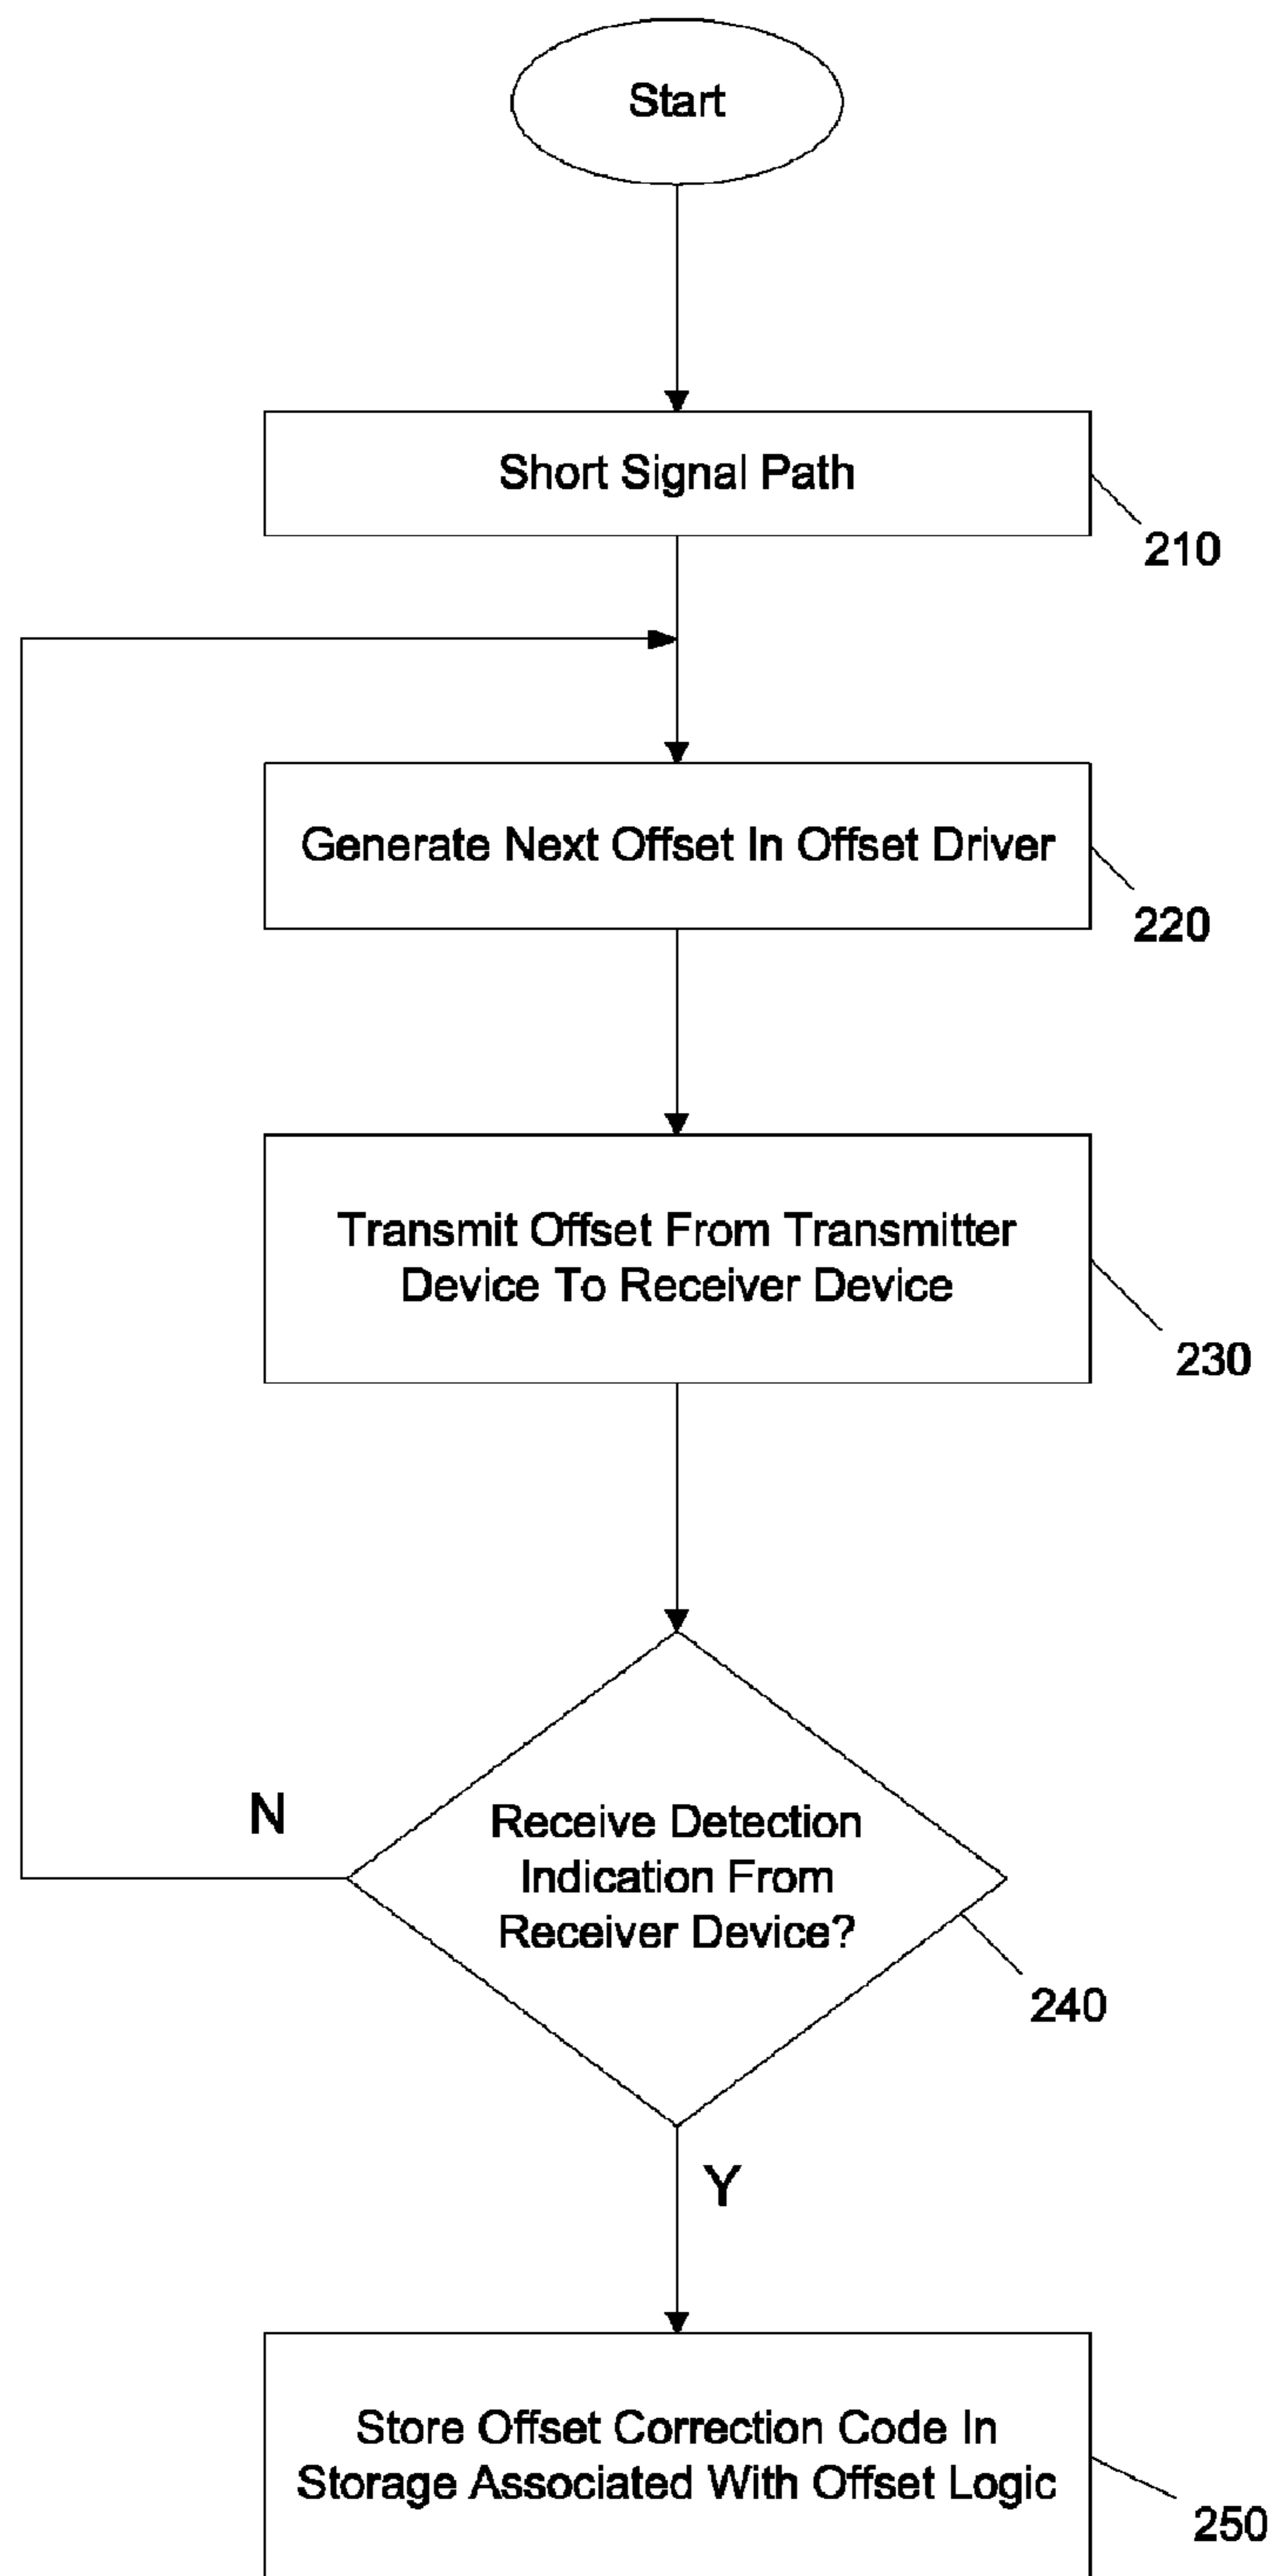 Start
Short Signal Path
210
Generate Next Offset In Offset Driver
220
Transmit Offset From Transmitter
Device To Receiver Device
230
N
Receive Detection
Indication From
Receiver Device?
240
Y
Store Offset Correction Code In
Storage Associated With Offset Logic
250